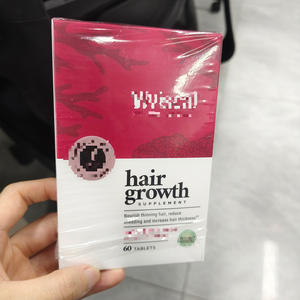 hair
growth
SUPPLEMENT
Nourish thinning hair, reduce
shedding and increase hair thickness
60 TABLETS